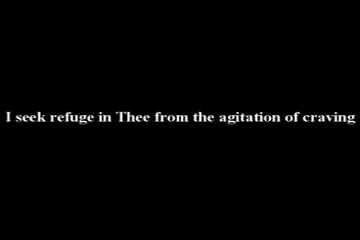 I seek refuge in Thee from the agitation of craving